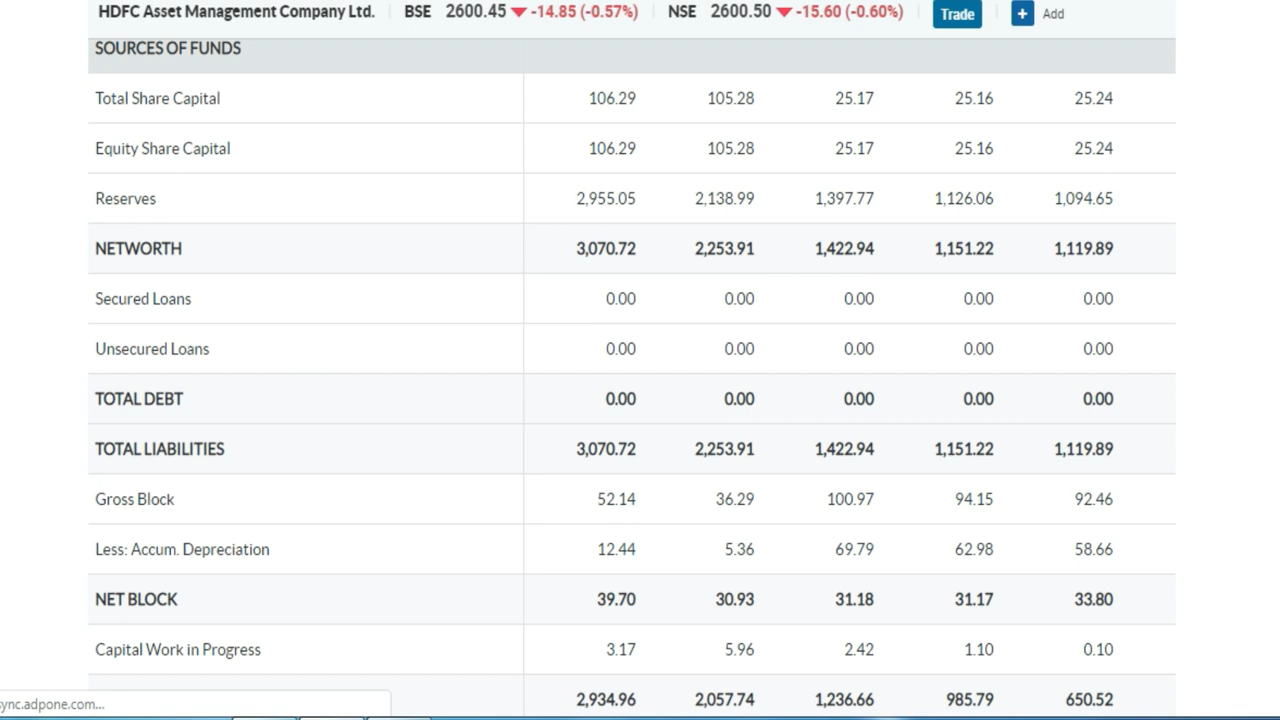 HDFC Asset Management Company Ltd. BSE 2600.45 -14.85 (-0.57%) NSE 2600.50 -15.60 (-0.60%) Trade + Add
SOURCES OF FUNDS
Total Share Capital 106.29 105.28 25.17 25.16 25.24
Equity Share Capital 106.29 105.28 25.17 25.16 25.24
Reserves 2,955.05 2,138.99 1,397.77 1,126.06 1,094.65
NETWORTH 3,070.72 2,253.91 1,422.94 1,151.22 1,119.89
Secured Loans 0.00 0.00 0.00 0.00 0.00
Unsecured Loans 0.00 0.00 0.00 0.00 0.00
TOTAL DEBT 0.00 0.00 0.00 0.00 0.00
TOTAL LIABILITIES 3,070.72 2,253.91 1,422.94 1,151.22 1,119.89
Gross Block 52.14 36.29 100.97 94.15 92.46
Less: Accum. Depreciation 12.44 5.36 69.79 62.98 58.66
NET BLOCK 39.70 30.93 31.18 31.17 33.80
Capital Work in Progress 3.17 5.96 2.42 1.10 0.10
2,934.96 2,057.74 1,236.66 985.79 650.52
sync.adpone.com...